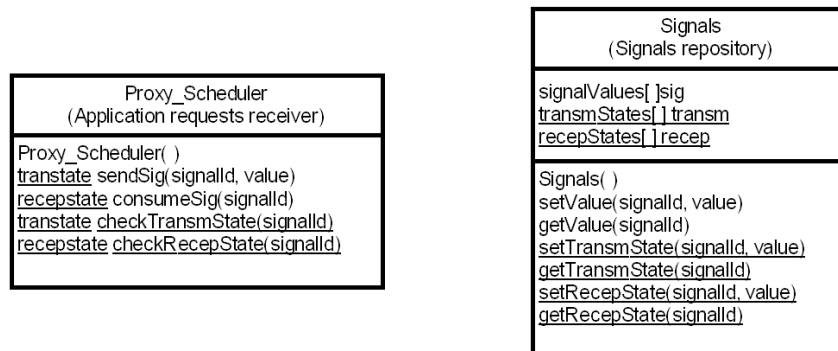 Proxy_Scheduler
(Application requests receiver)
Proxy_Scheduler( )
transtate sendSig(signalId, value)
recepstate consumeSig(signalId)
transtate checkTransmState(signalId)
recepstate checkRecepState(signalId)
Signals
(Signals repository)
signalValues[ ]sig
transmStates[ ] transm
recepStates[ ] recep
Signals( )
setValue(signalId, value)
getValue(signalId)
setTransmState(signalId, value)
getTransmState(signalId)
setRecepState(signalId, value)
getRecepState(signalId)